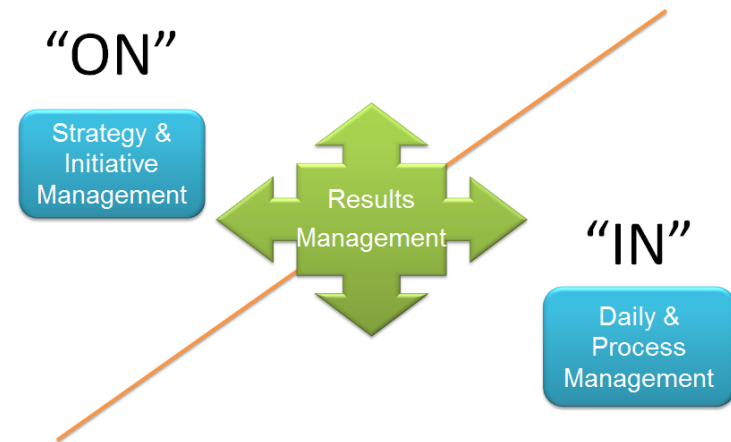 “ON”
Strategy &
Initiative
Management
Results
Management
“IN”
Daily &
Process
Management